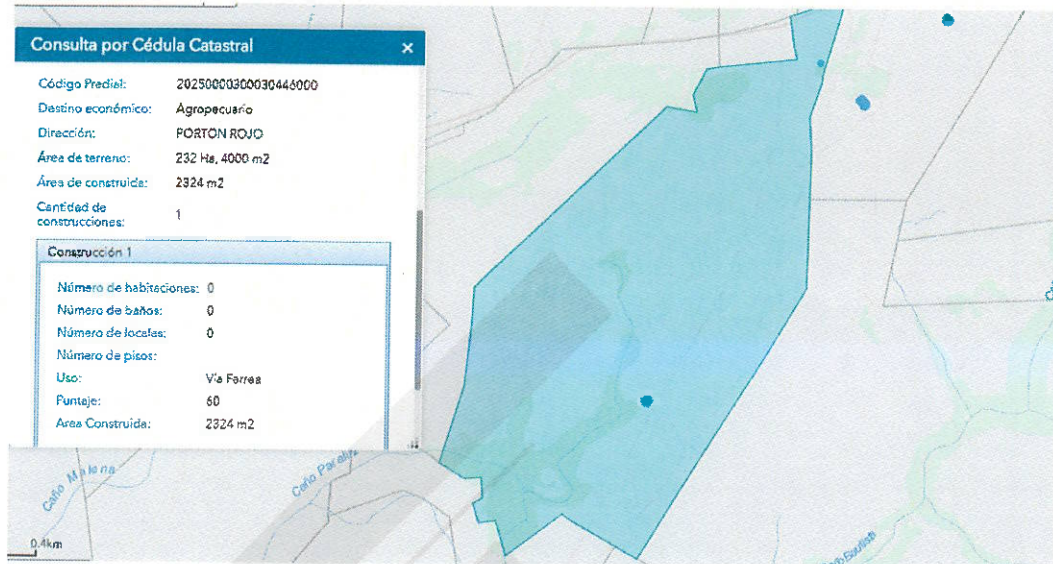 Consulta por Cédula Catastral ×
Código Predial: 20250000300030446000
Destino económico: Agropecuario
Dirección: PORTON ROJO
Área de terreno: 232 Ha, 4000 m2
Área de construida: 2324 m2
Cantidad de
construcciones: 1
Construcción 1
Número de habitaciones: 0
Número de baños: 0
Número de locales: 0
Número de pisos:
Uso: Vía Ferrea
Puntaje: 60
Area Construida: 2324 m2
Caño Malena
Caño
0.4km